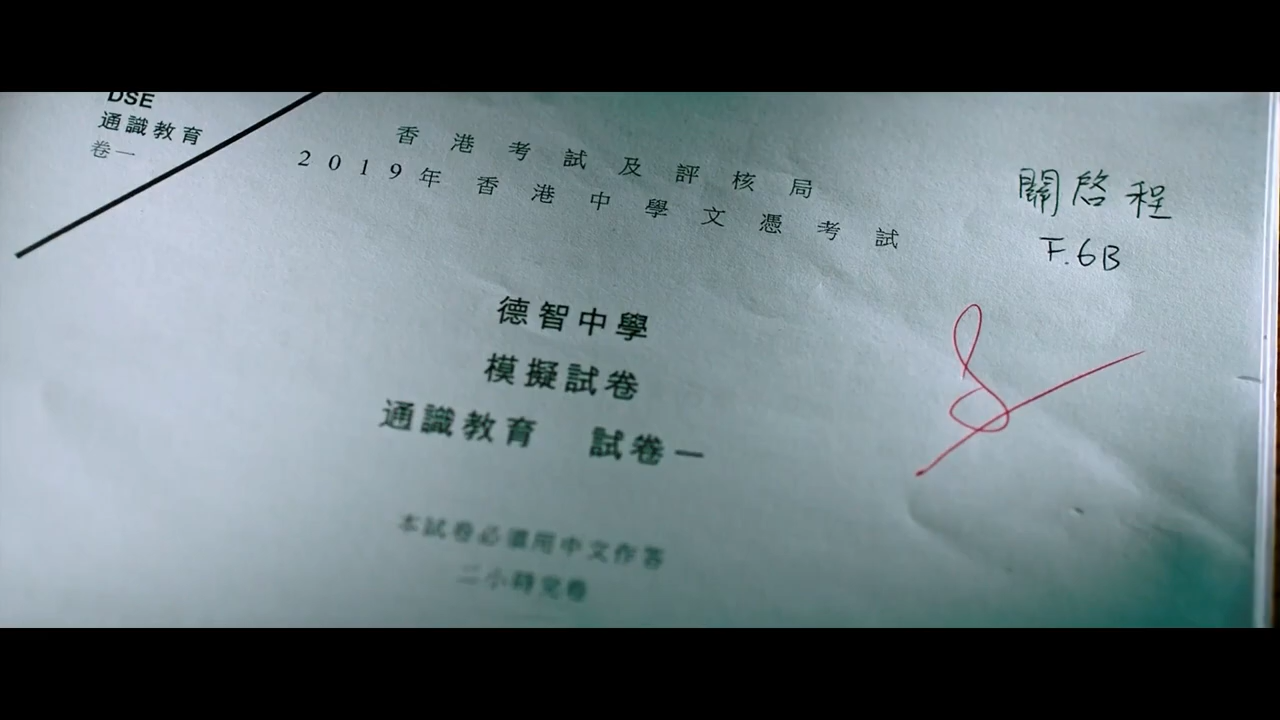 DSE
通識教育
卷一
香港考試及評核局
2019年香港中學文憑考試
關啓程
F.6B
德智中學
模擬試卷
通識教育 試卷一
本試卷必須用中文作答
二小時完卷